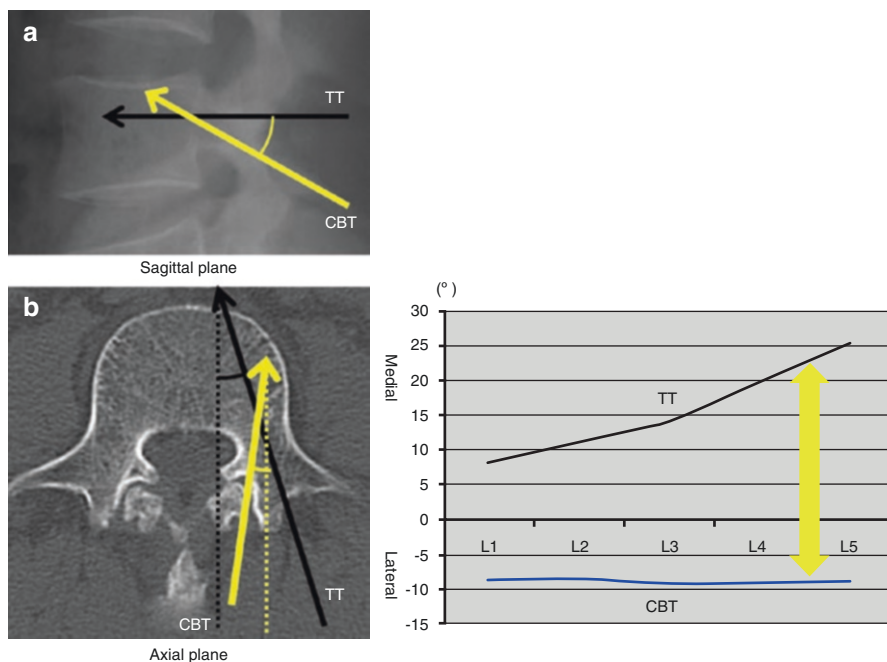 a
TT
CBT
Sagittal plane
b
CBT
TT
Axial plane
(°)
Medial
Lateral
30
25
20
15
10
5
0
-5
-10
-15
TT
L1 L2 L3 L4 L5
CBT